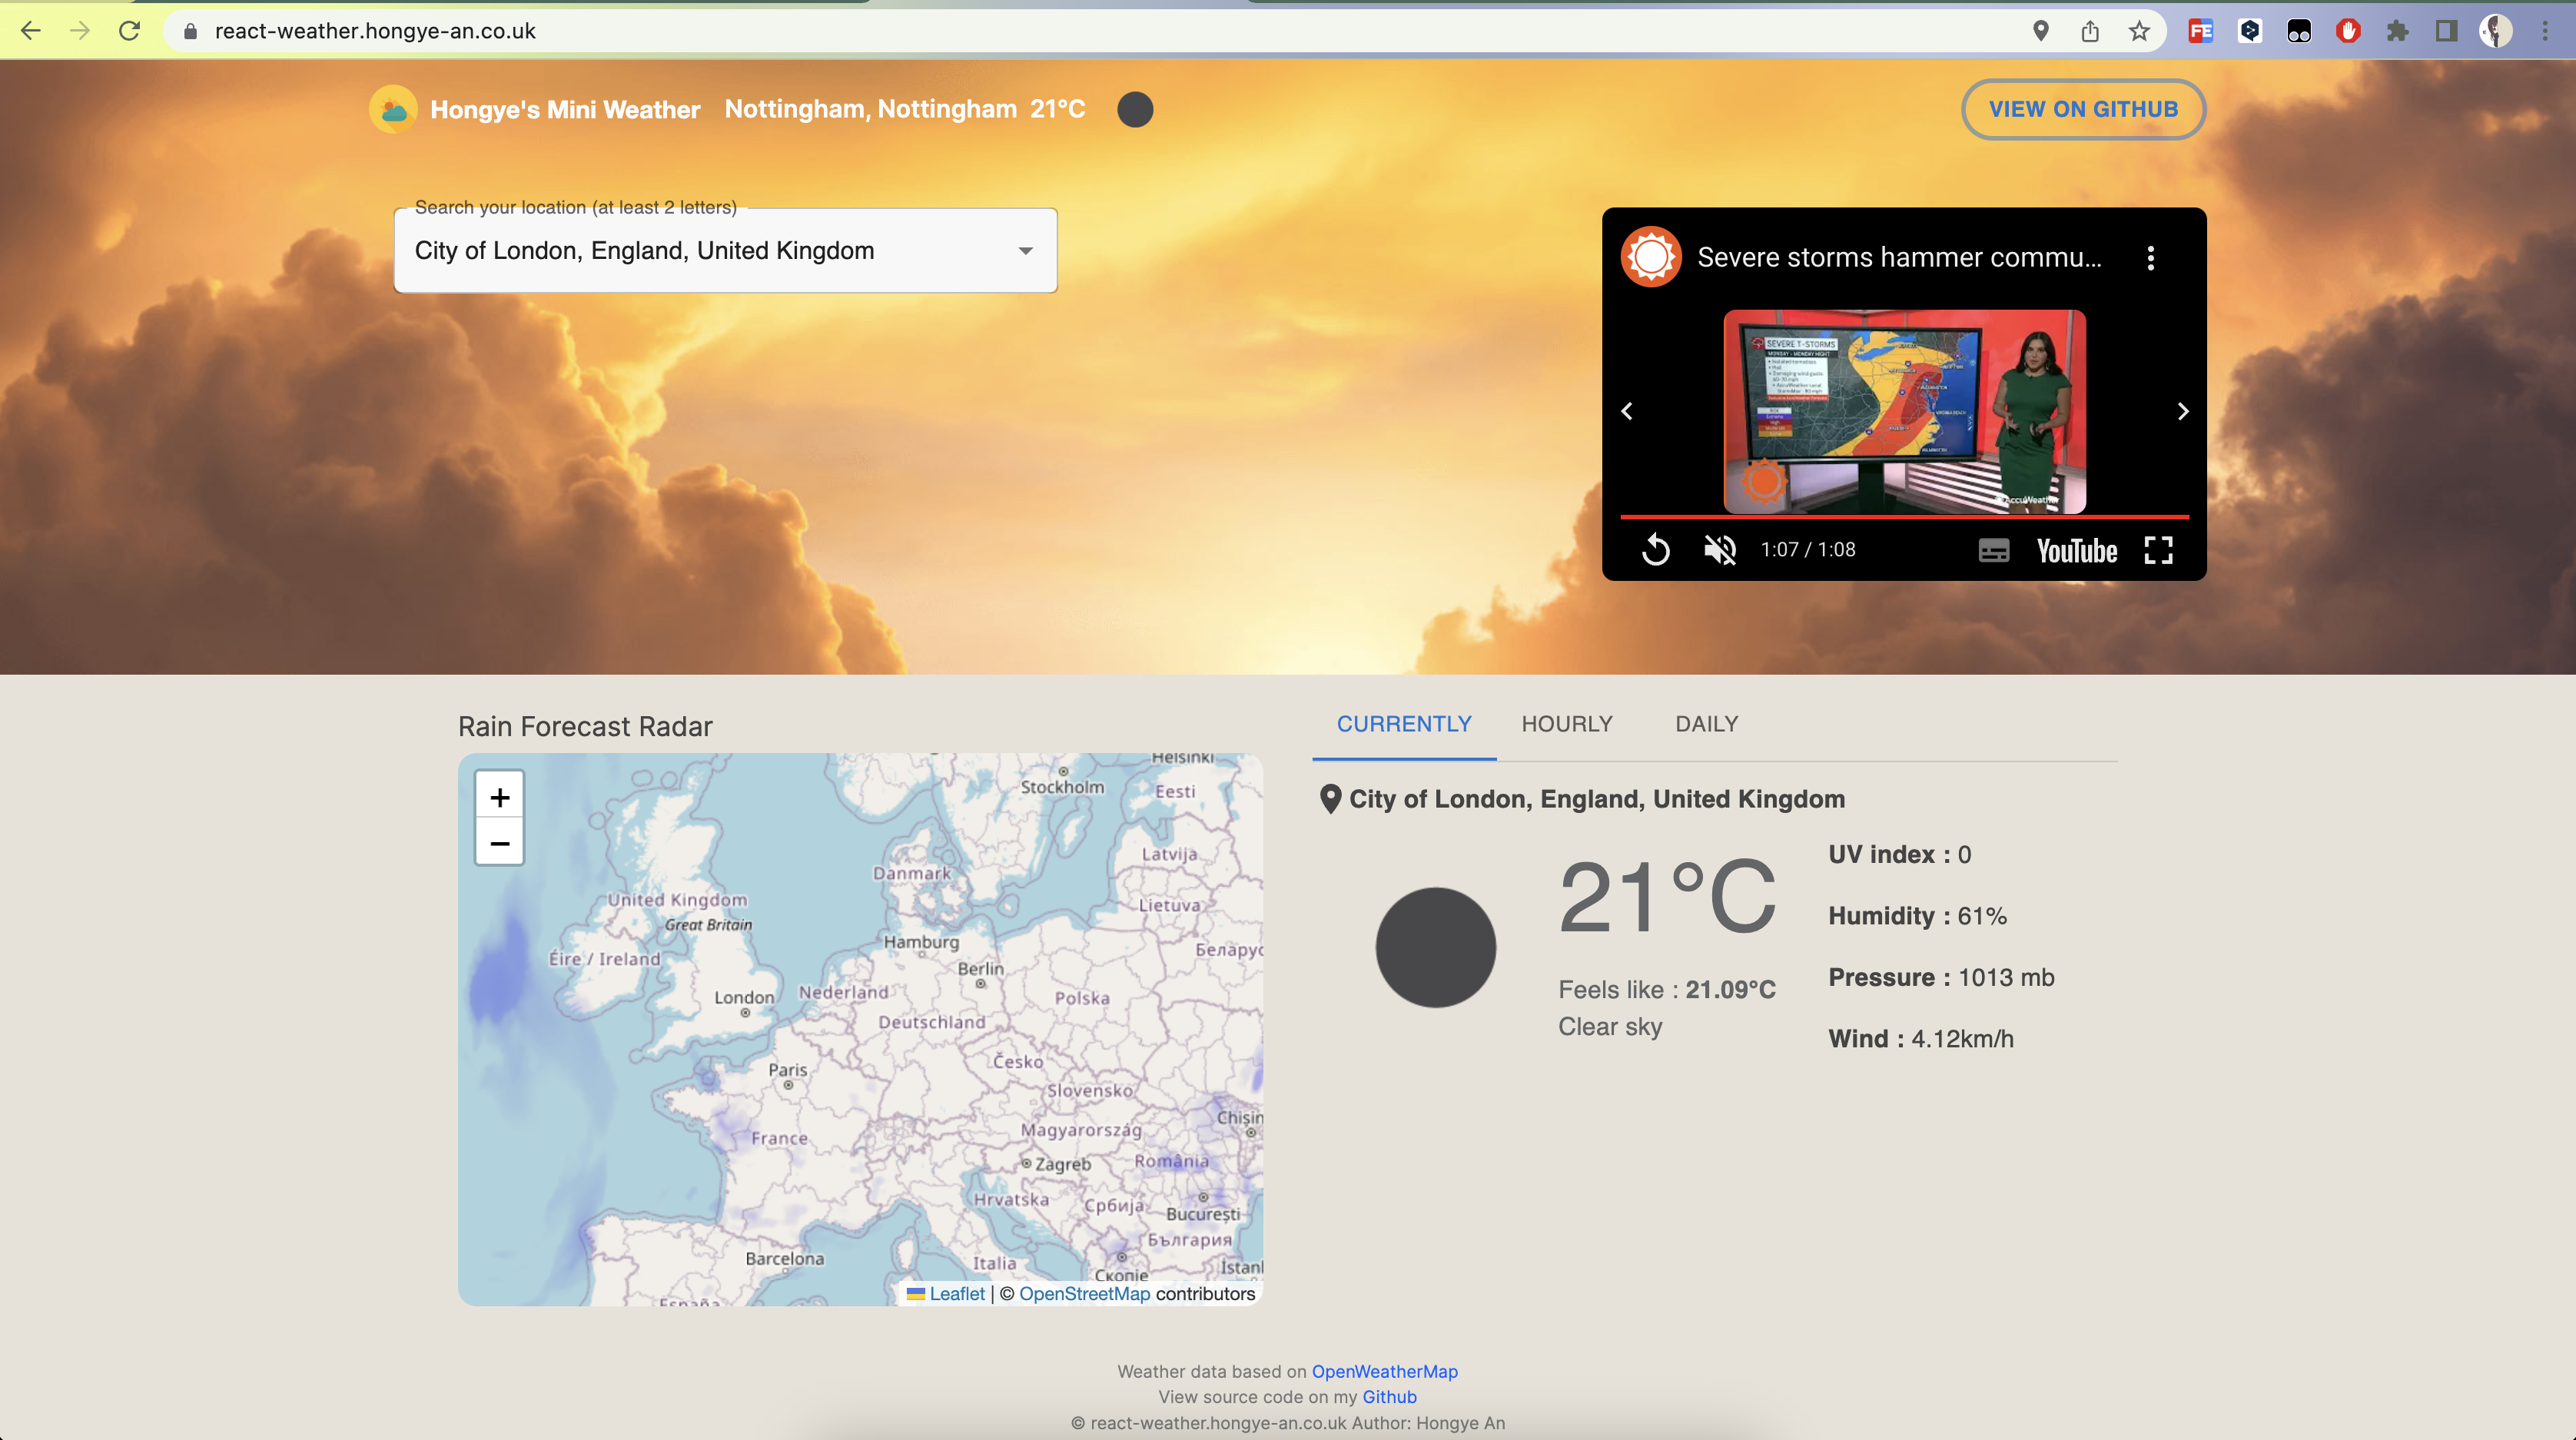 react-weather.hongye-an.co.uk
FE
Hongye's Mini Weather Nottingham, Nottingham 21°C
VIEW ON GITHUB
Search your location (at least 2 letters)
City of London, England, United Kingdom
Severe storms hammer commu...
SEVERE T-STORMS
MONDAY - MONDAY NIGHT
AccuWeather
1:07 / 1:08
YouTube
Rain Forecast Radar
+
−
Helsinki
Stockholm
Eesti
Latvija
Danmark
United Kingdom
Lietuva
Great Britain
Hamburg
Беларус
Éire / Ireland
Berlin
London
Nederland
Polska
Deutschland
Česko
Paris
Slovensko
Chișin
France
Magyarország
Zagreb
România
Hrvatska
Србија
București
България
Barcelona
Italia
İstanl
Скопје
España
Leaflet | © OpenStreetMap contributors
CURRENTLY HOURLY DAILY
City of London, England, United Kingdom
21°C
Feels like : 21.09°C
Clear sky
UV index : 0
Humidity : 61%
Pressure : 1013 mb
Wind : 4.12km/h
Weather data based on OpenWeatherMap
View source code on my Github
© react-weather.hongye-an.co.uk Author: Hongye An